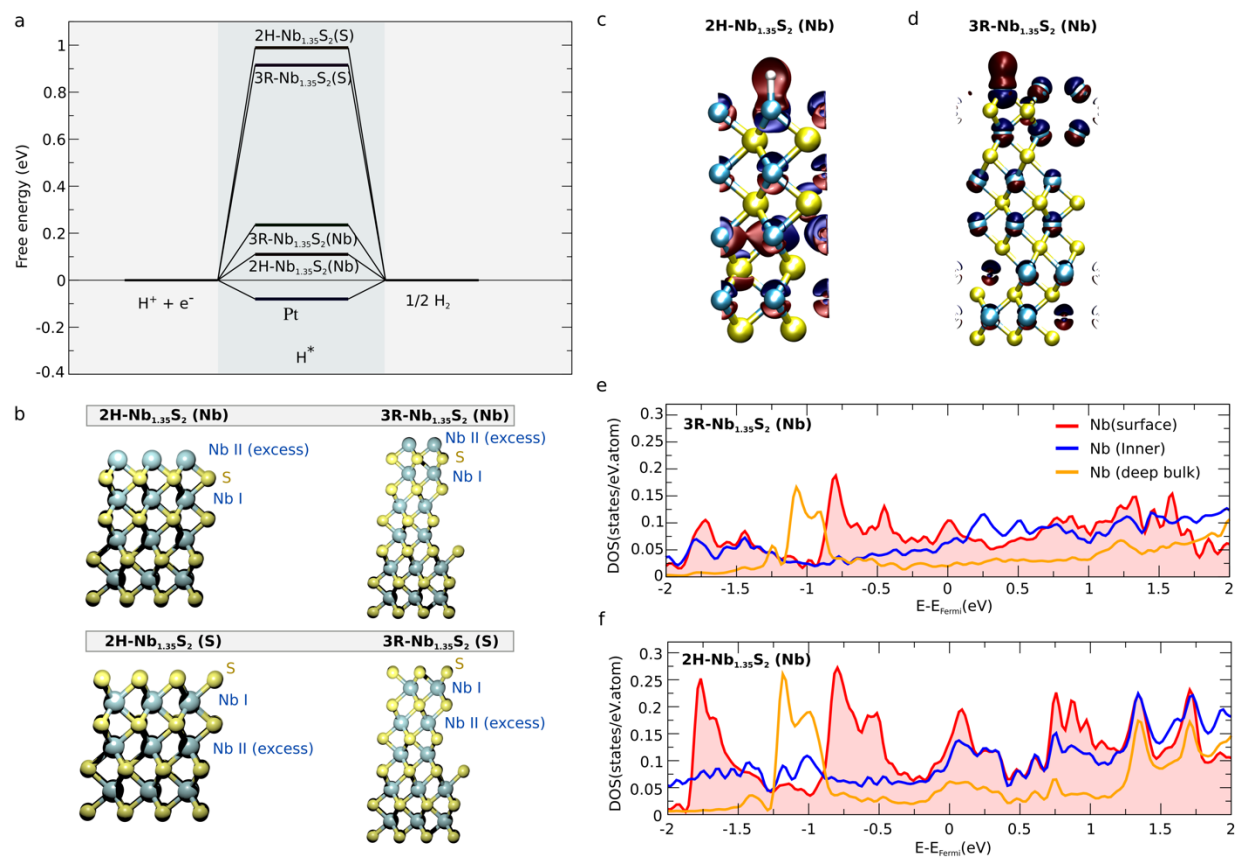 a
1
0.8
0.6
0.4
0.2
0
-0.2
-0.4
Free energy (eV)
2H-Nb₁.₃₅S₂(S)
3R-Nb₁.₃₅S₂(S)
3R-Nb₁.₃₅S₂(Nb)
2H-Nb₁.₃₅S₂(Nb)
H⁺ + e⁻
Pt
1/2 H₂
H*
b
2H-Nb₁.₃₅S₂ (Nb)
3R-Nb₁.₃₅S₂ (Nb)
Nb II (excess)
S
Nb I
Nb II (excess)
S
Nb I
2H-Nb₁.₃₅S₂ (S)
3R-Nb₁.₃₅S₂ (S)
S
Nb I
Nb II (excess)
S
Nb I
Nb II (excess)
c
2H-Nb₁.₃₅S₂ (Nb)
d
3R-Nb₁.₃₅S₂ (Nb)
e
3R-Nb₁.₃₅S₂ (Nb)
Nb(surface)
Nb (Inner)
Nb (deep bulk)
DOS(states/eV.atom)
0.3
0.25
0.2
0.15
0.1
0.05
0
-2 -1.5 -1 -0.5 0 0.5 1 1.5 2
E-E_Fermi(eV)
f
2H-Nb₁.₃₅S₂ (Nb)
DOS(states/eV.atom)
0.3
0.25
0.2
0.15
0.1
0.05
0
-2 -1.5 -1 -0.5 0 0.5 1 1.5 2
E-E_Fermi(eV)